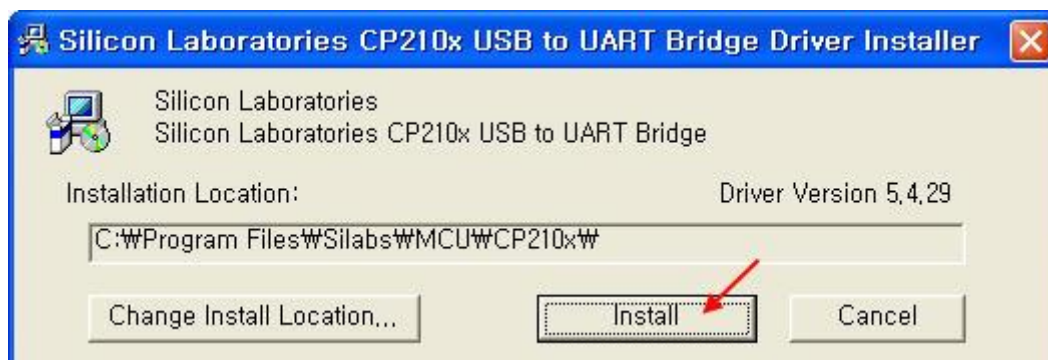 Silicon Laboratories CP210x USB to UART Bridge Driver Installer
Silicon Laboratories
Silicon Laboratories CP210x USB to UART Bridge
Installation Location:
Driver Version 5,4,29
C:₩Program Files₩Silabs₩MCU₩CP210x₩
Change Install Location,,,
Install
Cancel